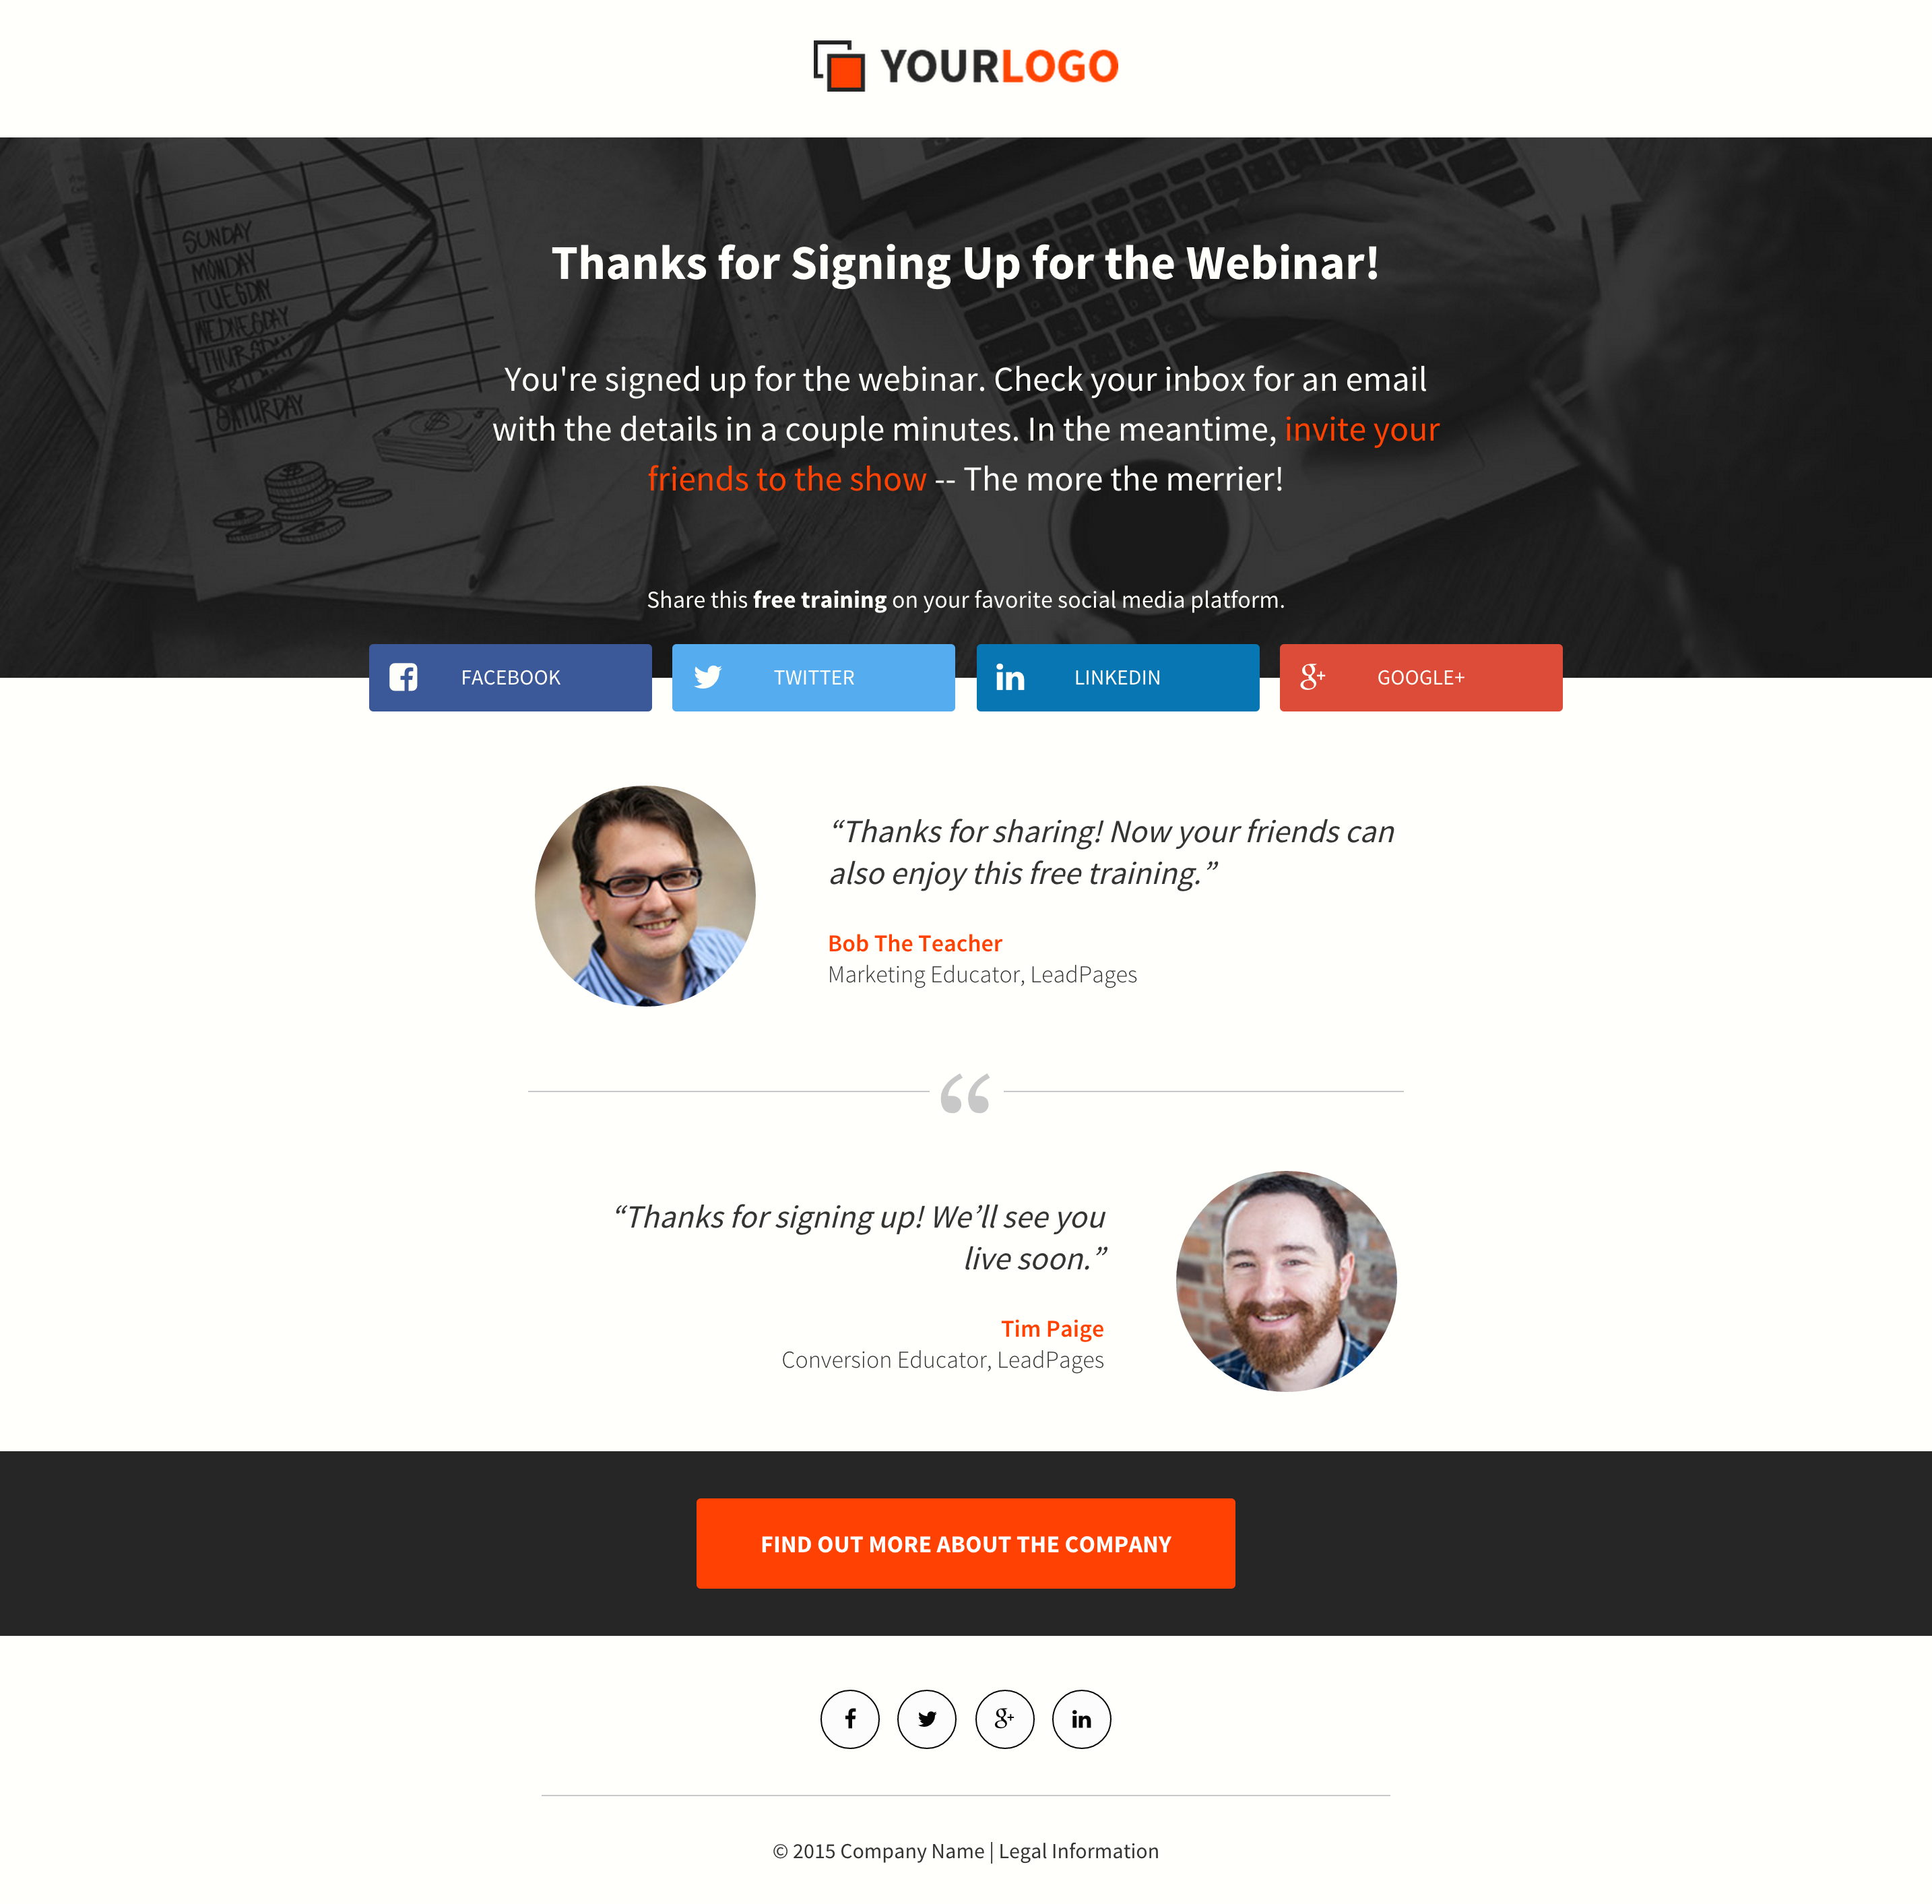 YOURLOGO
SUNDAY
MONDAY
TUESDAY
WEDNESDAY
THURSDAY
FRIDAY
SATURDAY
Thanks for Signing Up for the Webinar!
You're signed up for the webinar. Check your inbox for an email
with the details in a couple minutes. In the meantime, invite your
friends to the show -- The more the merrier!
Share this free training on your favorite social media platform.
FACEBOOK
TWITTER
in LINKEDIN
g+ GOOGLE+
“Thanks for sharing! Now your friends can
also enjoy this free training.”
Bob The Teacher
Marketing Educator, LeadPages
“
“Thanks for signing up! We’ll see you
live soon.”
Tim Paige
Conversion Educator, LeadPages
FIND OUT MORE ABOUT THE COMPANY
f g+ in
© 2015 Company Name | Legal Information